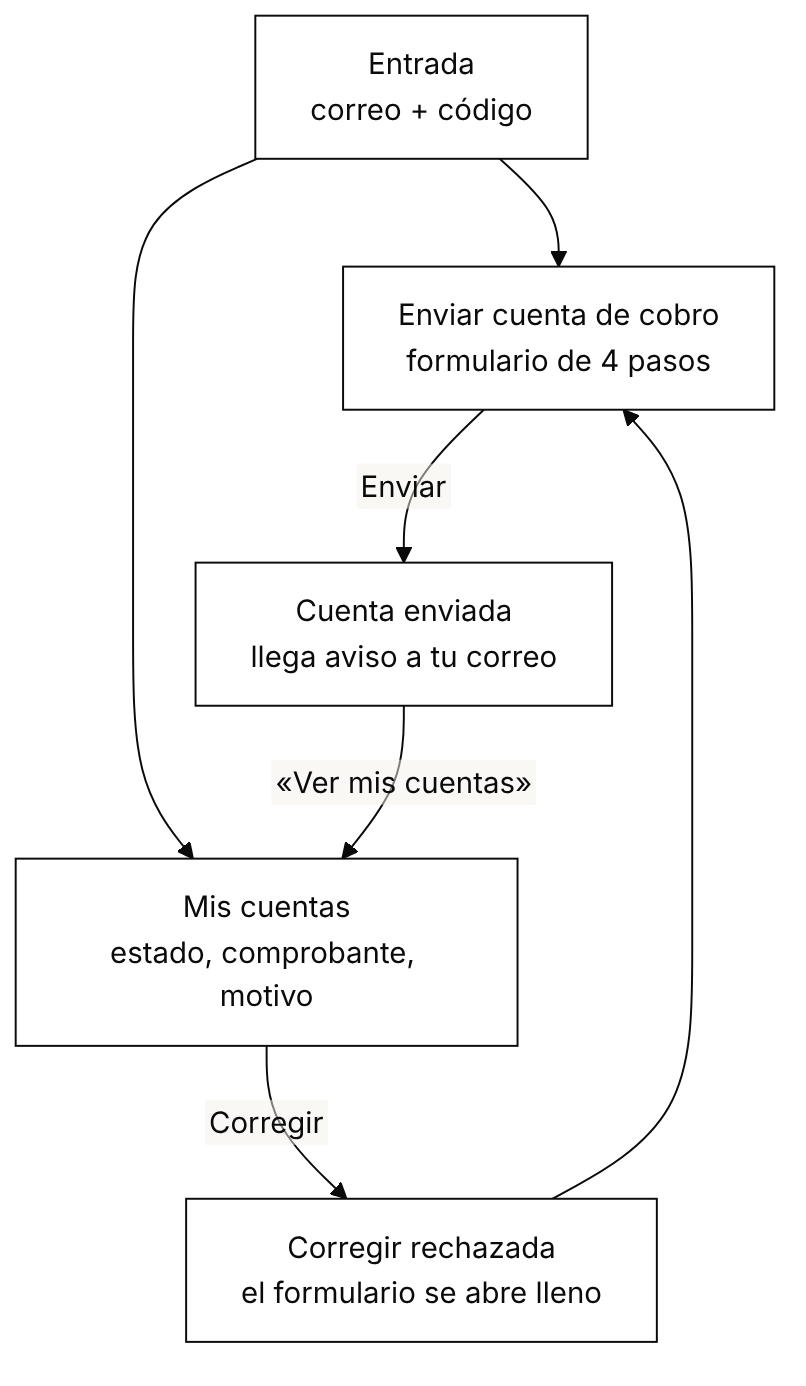 Entrada
correo + código
Enviar cuenta de cobro
formulario de 4 pasos
Enviar
Cuenta enviada
llega aviso a tu correo
«Ver mis cuentas»
Mis cuentas
estado, comprobante,
motivo
Corregir
Corregir rechazada
el formulario se abre lleno